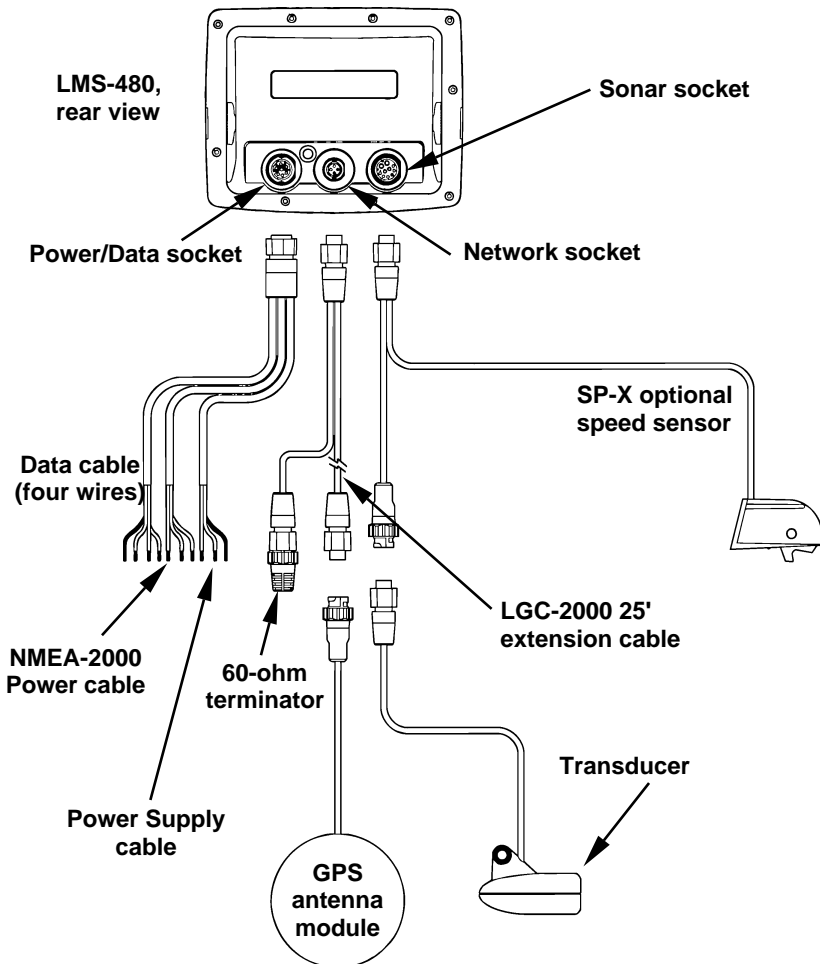 LMS-480,
rear view
Sonar socket
Power/Data socket
Network socket
SP-X optional
speed sensor
Data cable
(four wires)
LGC-2000 25'
extension cable
NMEA-2000
Power cable
60-ohm
terminator
Transducer
Power Supply
cable
GPS
antenna
module